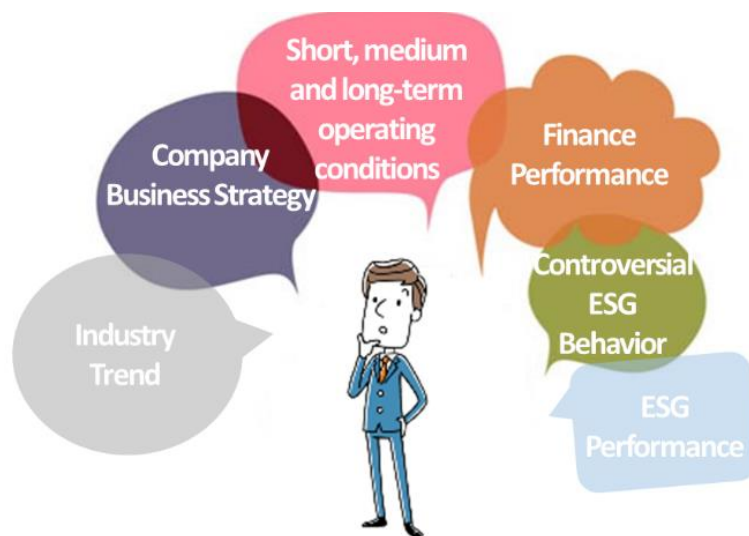 Short, medium
and long-term
operating
conditions
Company
Business Strategy
Finance
Performance
Controversial
ESG
Behavior
Industry
Trend
ESG
Performance